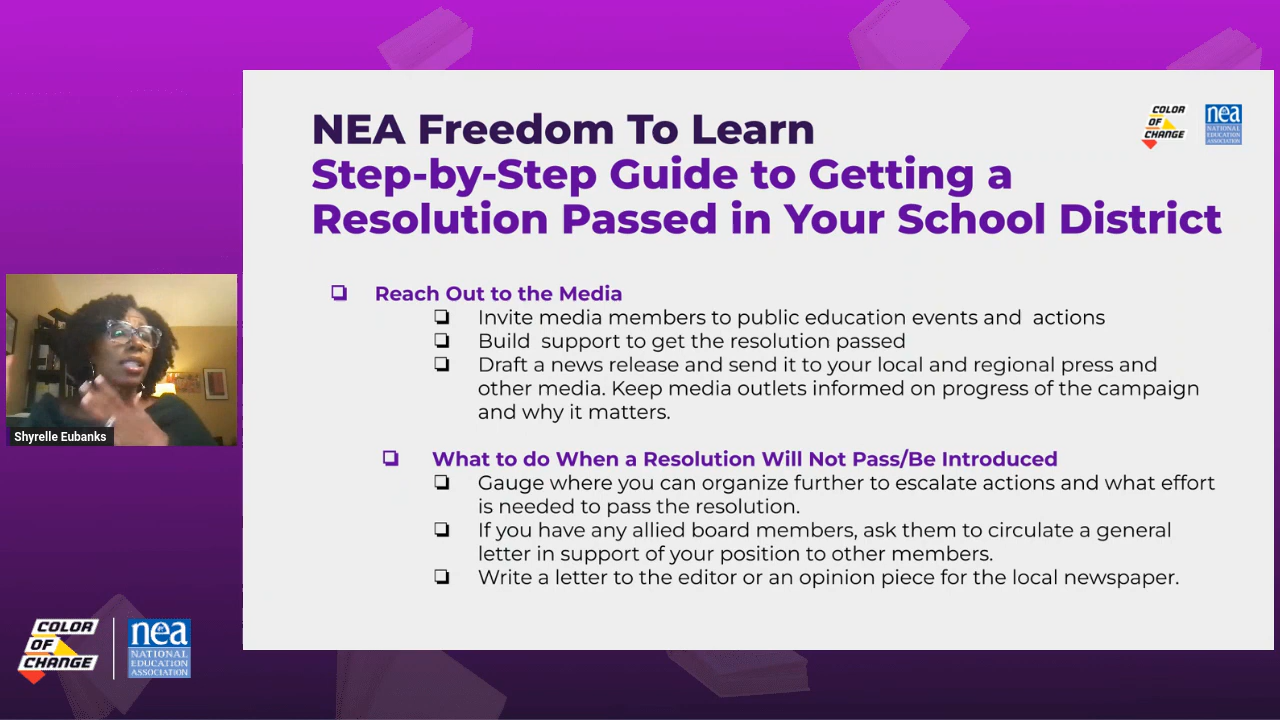 NEA Freedom To Learn
Step-by-Step Guide to Getting a
Resolution Passed in Your School District
COLOR
OF
CHANGE
nea
NATIONAL
EDUCATION
ASSOCIATION
Reach Out to the Media
Invite media members to public education events and  actions
Build  support to get the resolution passed
Draft a news release and send it to your local and regional press and
other media. Keep media outlets informed on progress of the campaign
and why it matters.
What to do When a Resolution Will Not Pass/Be Introduced
Gauge where you can organize further to escalate actions and what effort
is needed to pass the resolution.
If you have any allied board members, ask them to circulate a general
letter in support of your position to other members.
Write a letter to the editor or an opinion piece for the local newspaper.
Shyrelle Eubanks
COLOR
OF
CHANGE
nea
NATIONAL
EDUCATION
ASSOCIATION